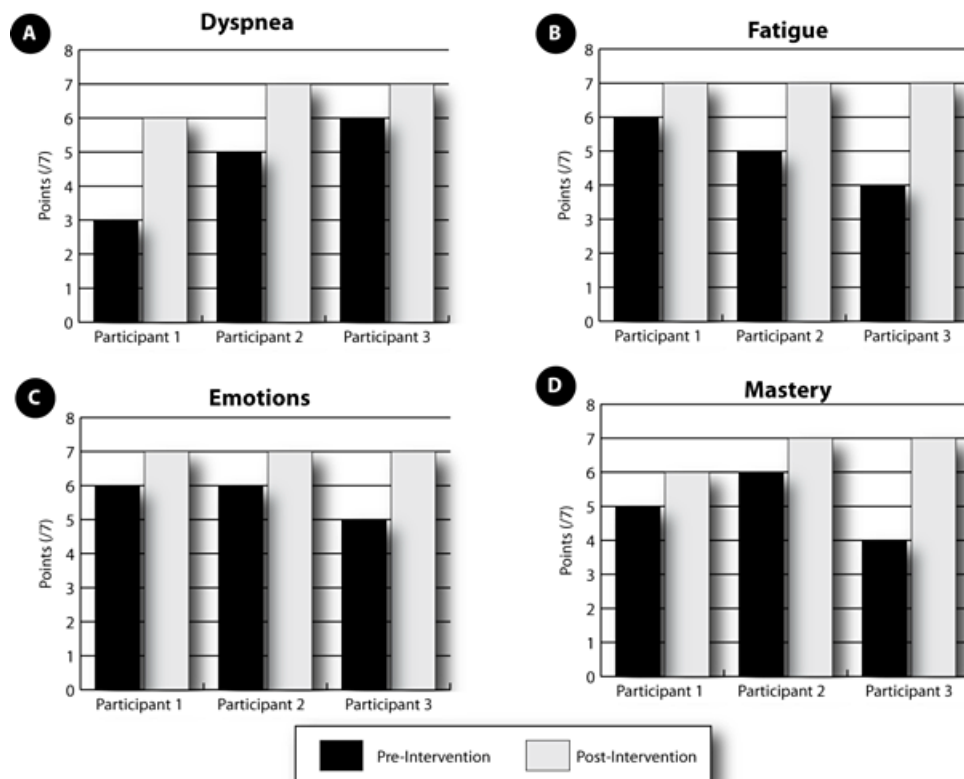 A
Dyspnea
8
7
6
5
4
3
2
1
0
Points (/7)
Participant 1 Participant 2 Participant 3
B
Fatigue
8
7
6
5
4
3
2
1
0
Points (/7)
Participant 1 Participant 2 Participant 3
C
Emotions
8
7
6
5
4
3
2
1
0
Points (/7)
Participant 1 Participant 2 Participant 3
D
Mastery
8
7
6
5
4
3
2
1
0
Points (/7)
Participant 1 Participant 2 Participant 3
Pre-Intervention Post-Intervention